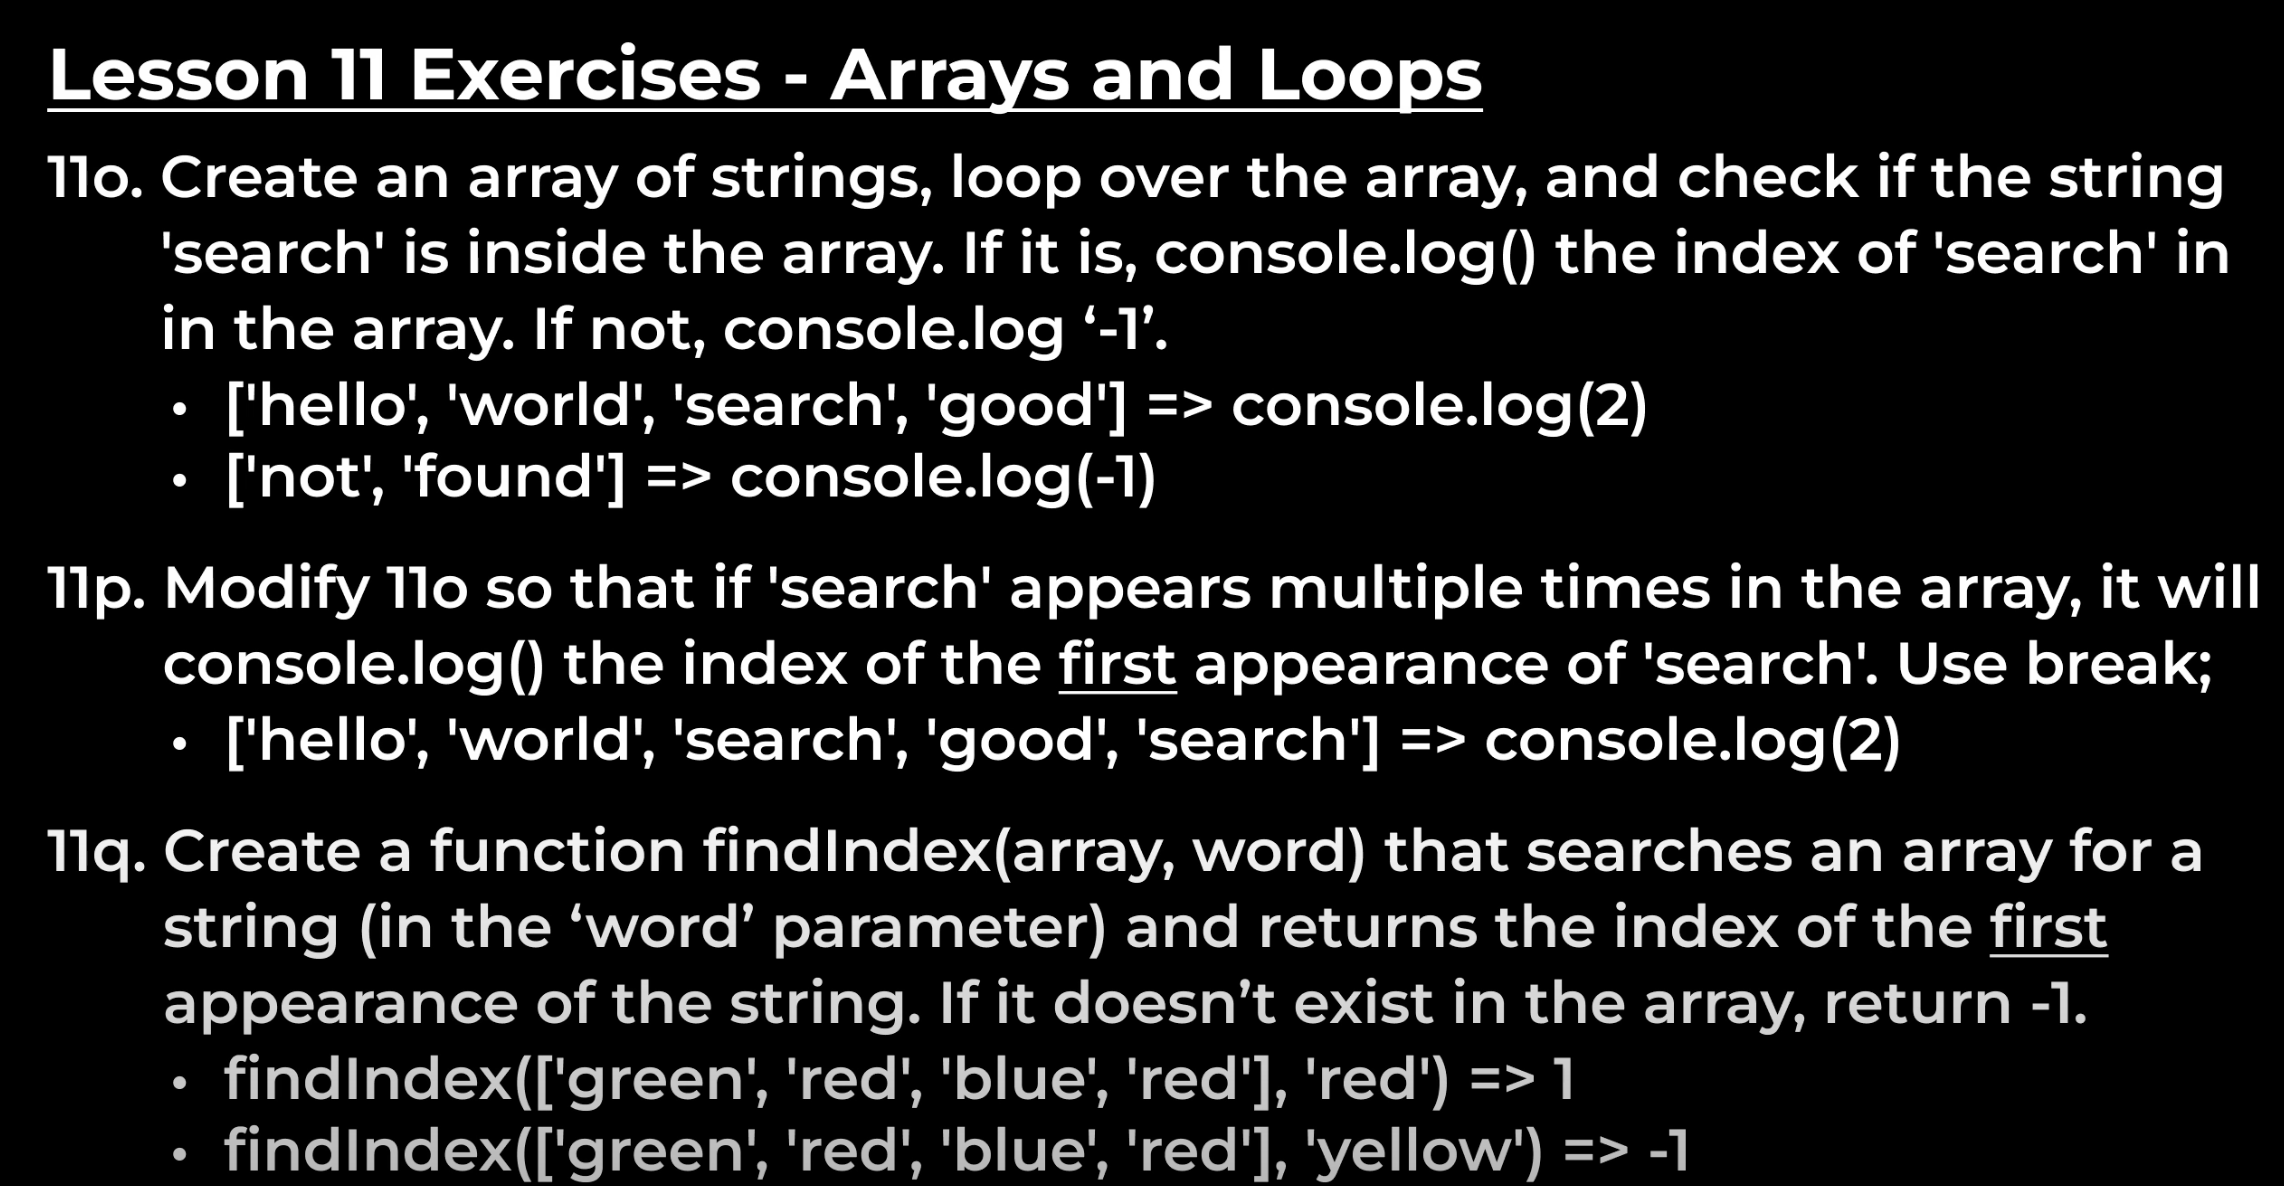 Lesson 11 Exercises - Arrays and Loops
11o. Create an array of strings, loop over the array, and check if the string
'search' is inside the array. If it is, console.log() the index of 'search' in
in the array. If not, console.log ‘-1’.
• ['hello', 'world', 'search', 'good'] => console.log(2)
• ['not', 'found'] => console.log(-1)
11p. Modify 11o so that if 'search' appears multiple times in the array, it will
console.log() the index of the first appearance of 'search'. Use break;
• ['hello', 'world', 'search', 'good', 'search'] => console.log(2)
11q. Create a function findIndex(array, word) that searches an array for a
string (in the ‘word’ parameter) and returns the index of the first
appearance of the string. If it doesn’t exist in the array, return -1.
• findIndex(['green', 'red', 'blue', 'red'], 'red') => 1
• findIndex(['green', 'red', 'blue', 'red'], 'yellow') => -1